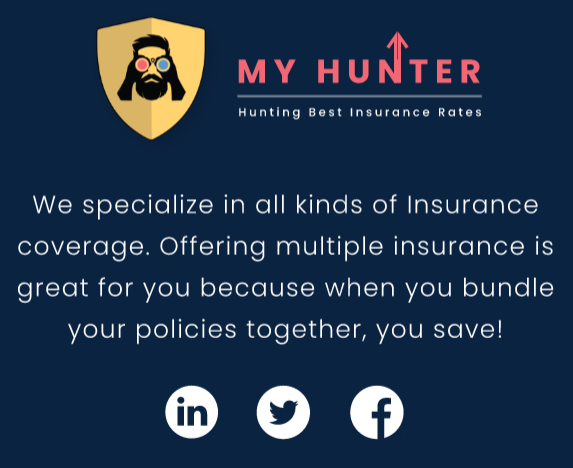 MY HUNTER
Hunting Best Insurance Rates
We specialize in all kinds of Insurance
coverage. Offering multiple insurance is
great for you because when you bundle
your policies together, you save!
in
f